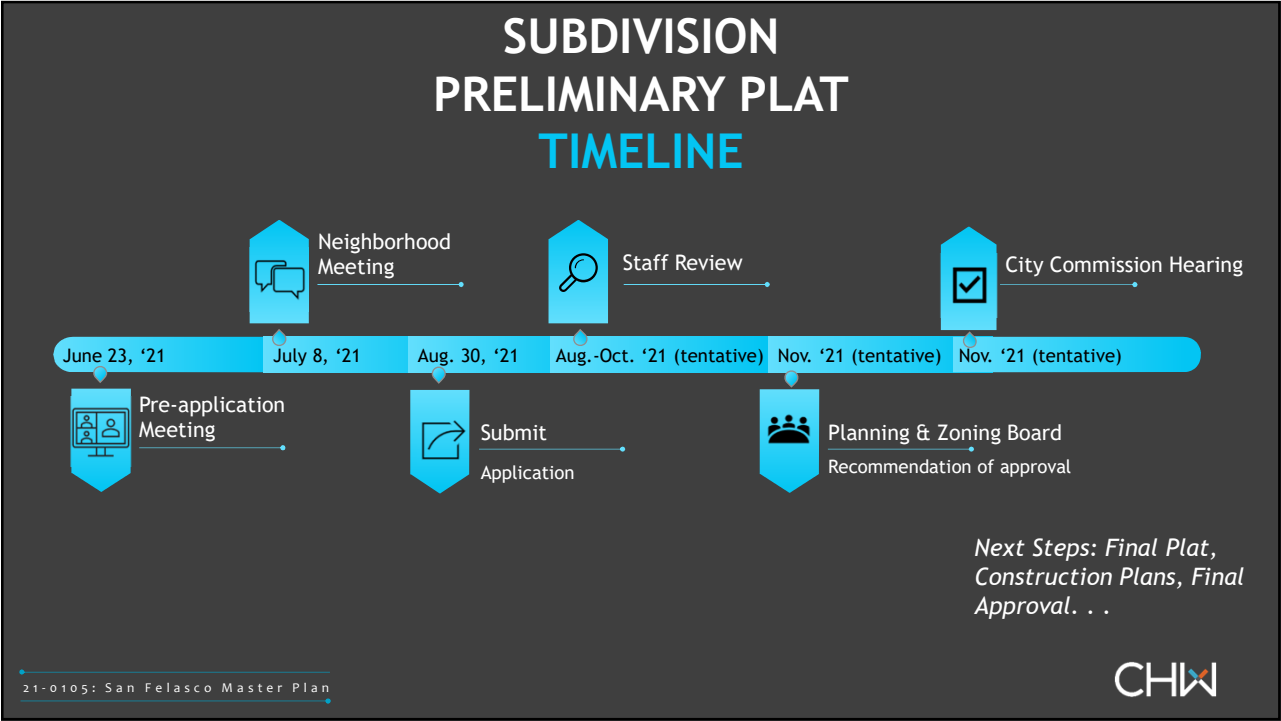 SUBDIVISION
PRELIMINARY PLAT
TIMELINE
Neighborhood
Meeting
Staff Review
City Commission Hearing
June 23, ‘21
July 8, ‘21
Aug. 30, ‘21
Aug.-Oct. ‘21 (tentative)
Nov. ‘21 (tentative)
Nov. ‘21 (tentative)
Pre-application
Meeting
Submit
Application
Planning & Zoning Board
Recommendation of approval
Next Steps: Final Plat,
Construction Plans, Final
Approval. . .
21-0105: San Felasco Master Plan
CHW